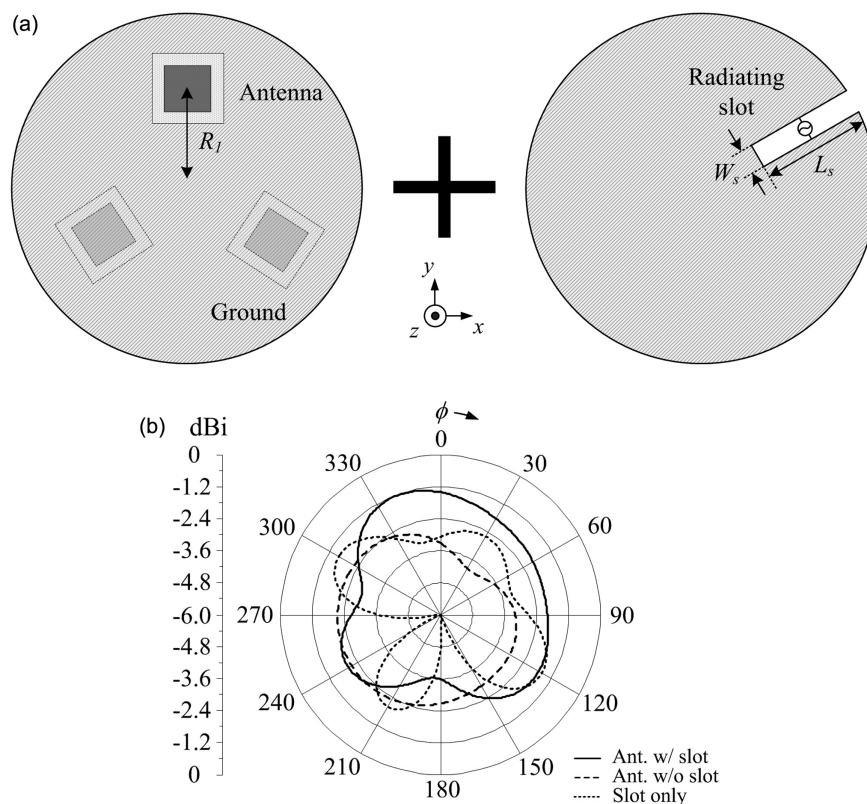 (a)
Antenna
R1
Ground
Radiating
slot
Ws
Ls
y
z
x
(b)
dBi
ϕ
0
0
-1.2
-2.4
-3.6
-4.8
-6.0
-4.8
-3.6
-2.4
-1.2
0
30
60
90
120
150
180
210
240
270
300
330
Ant. w/ slot
Ant. w/o slot
Slot only